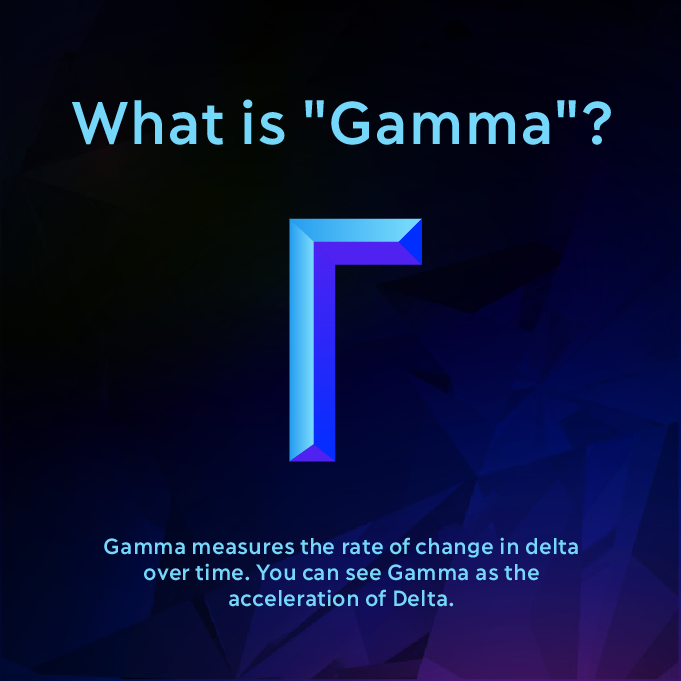 What is "Gamma"?
Γ
Gamma measures the rate of change in delta
over time. You can see Gamma as the
acceleration of Delta.